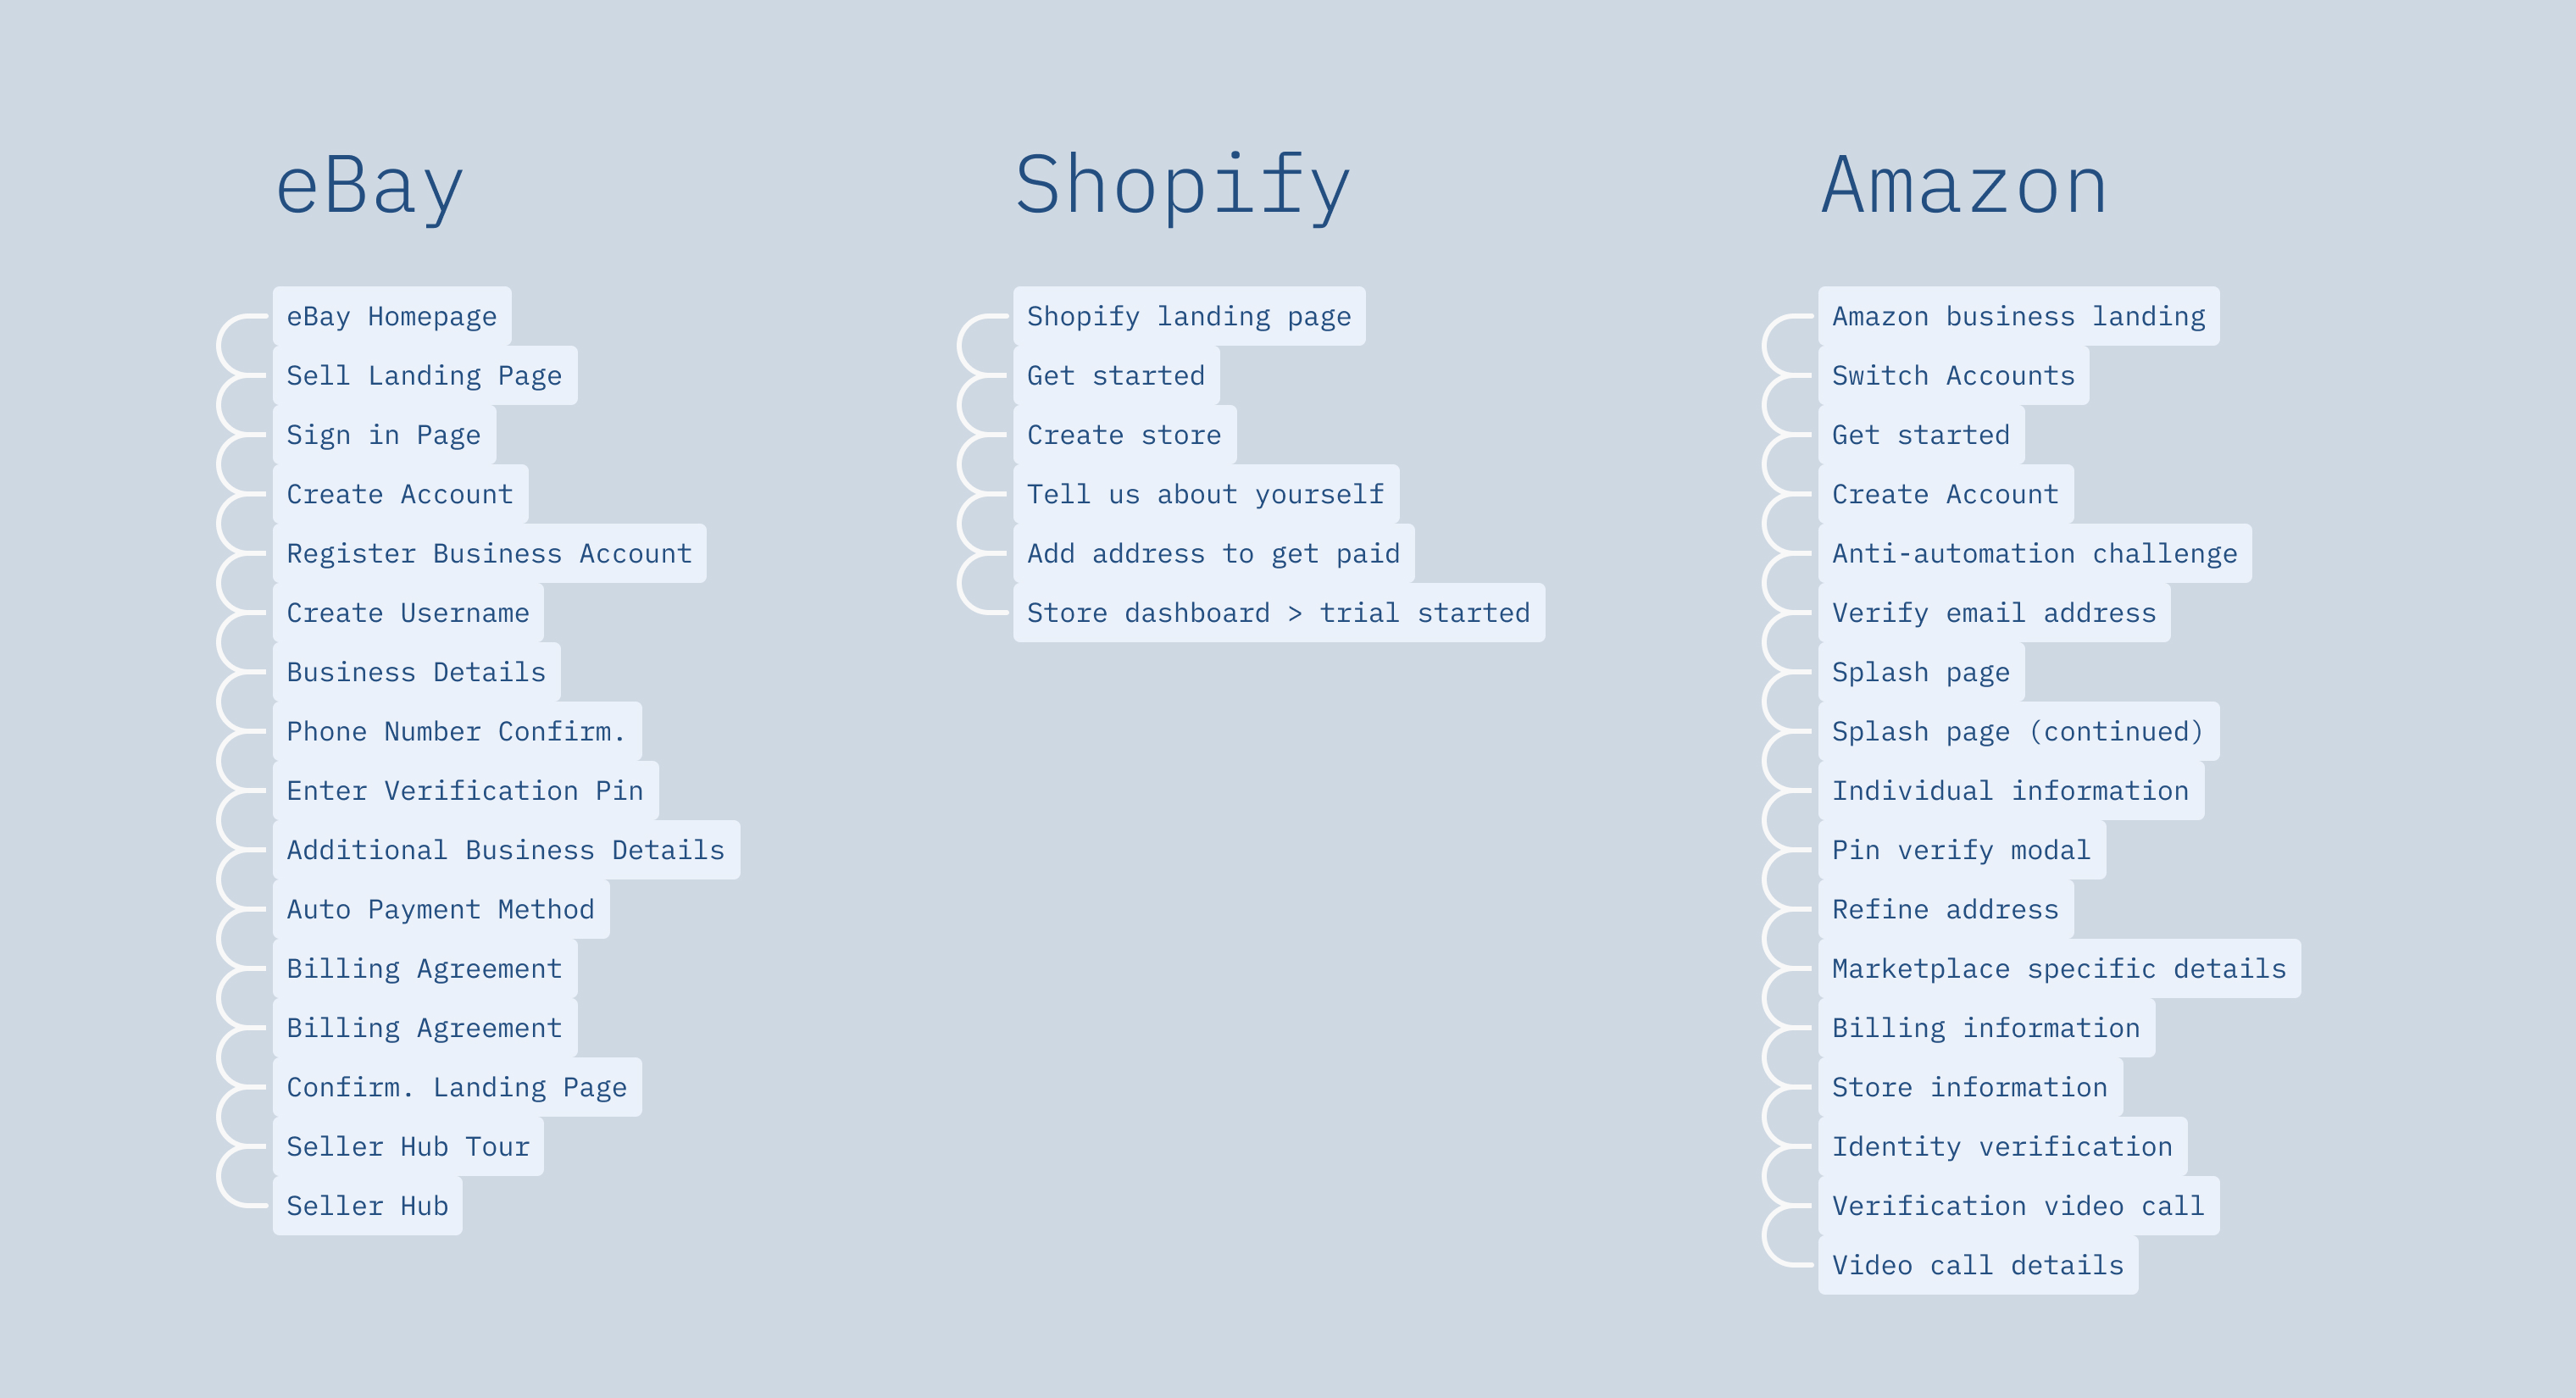 eBay
eBay Homepage
Sell Landing Page
Sign in Page
Create Account
Register Business Account
Create Username
Business Details
Phone Number Confirm.
Enter Verification Pin
Additional Business Details
Auto Payment Method
Billing Agreement
Billing Agreement
Confirm. Landing Page
Seller Hub Tour
Seller Hub
Shopify
Shopify landing page
Get started
Create store
Tell us about yourself
Add address to get paid
Store dashboard > trial started
Amazon
Amazon business landing
Switch Accounts
Get started
Create Account
Anti-automation challenge
Verify email address
Splash page
Splash page (continued)
Individual information
Pin verify modal
Refine address
Marketplace specific details
Billing information
Store information
Identity verification
Verification video call
Video call details